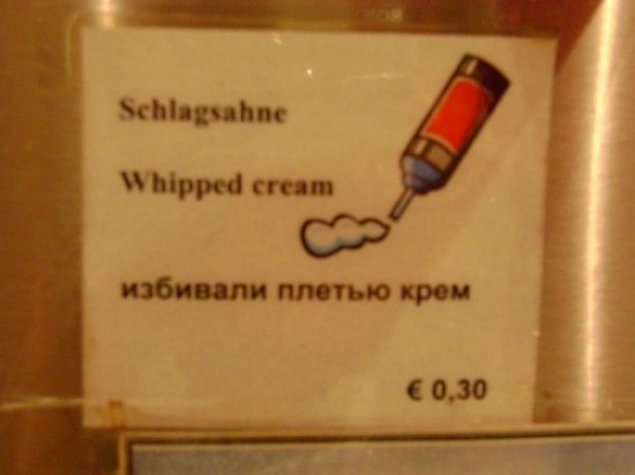 Schlagsahne
Whipped cream
избивали плетью крем
€ 0,30